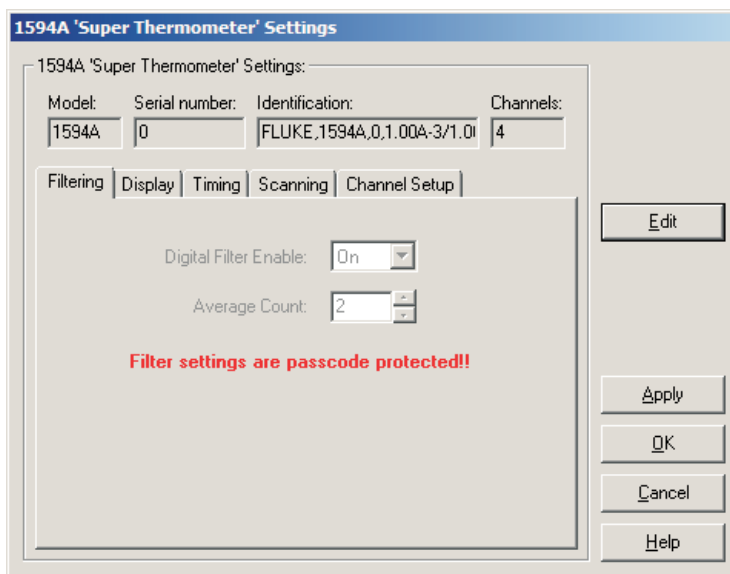 1594A 'Super Thermometer' Settings
1594A 'Super Thermometer' Settings:
Model: Serial number: Identification: Channels:
1594A 0 FLUKE,1594A,0,1.00A-3/1.0 4
Filtering Display Timing Scanning Channel Setup
Edit
Digital Filter Enable: On
Average Count: 2
Filter settings are passcode protected!!
Apply
OK
Cancel
Help